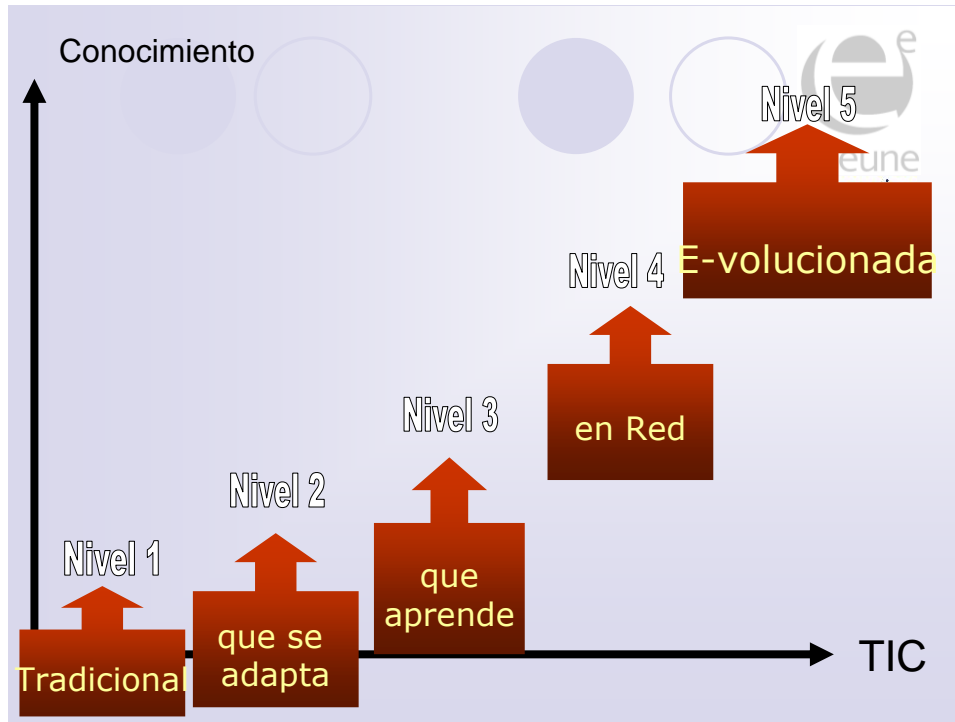 Conocimiento
e
eune
Nivel 5
E-volucionada
Nivel 4
en Red
Nivel 3
que
aprende
Nivel 2
que se
adapta
Nivel 1
Tradicional
TIC